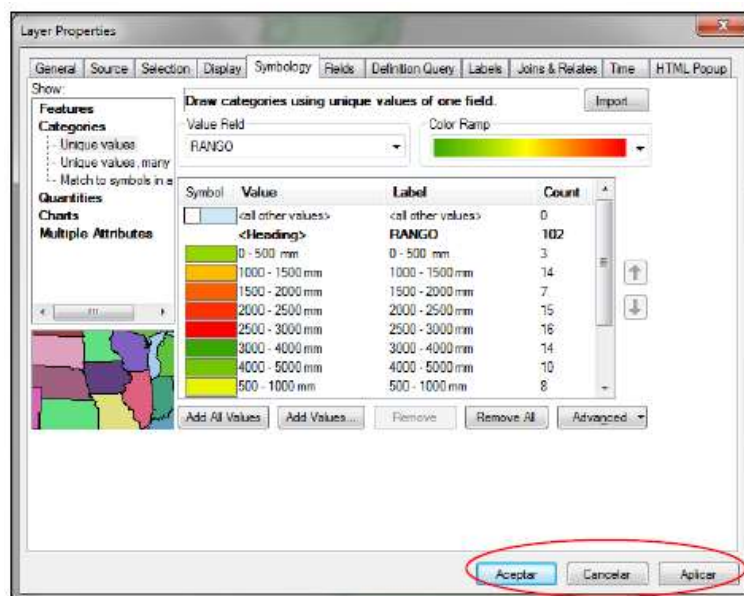 Layer Properties
General Source Selection Display Symbology Fields Definition Query Labels Joins & Relates Time HTML Popup
Show:
Features
Categories
Unique values
Unique values, many
Match to symbols in a
Quantities
Charts
Multiple Attributes
Draw categories using unique values of one field.
Import...
Value Field
RANGO
Color Ramp
Symbol Value Label Count
<all other values> <all other values> 0
<Heading> RANGO 102
0 - 500 mm 0 - 500 mm 3
1000 - 1500 mm 1000 - 1500 mm 14
1500 - 2000 mm 1500 - 2000 mm 7
2000 - 2500 mm 2000 - 2500 mm 15
2500 - 3000 mm 2500 - 3000 mm 16
3000 - 4000 mm 3000 - 4000 mm 14
4000 - 5000 mm 4000 - 5000 mm 10
500 - 1000 mm 500 - 1000 mm 8
Add All Values Add Values... Remove Remove All Advanced
Aceptar Cancelar Aplicar